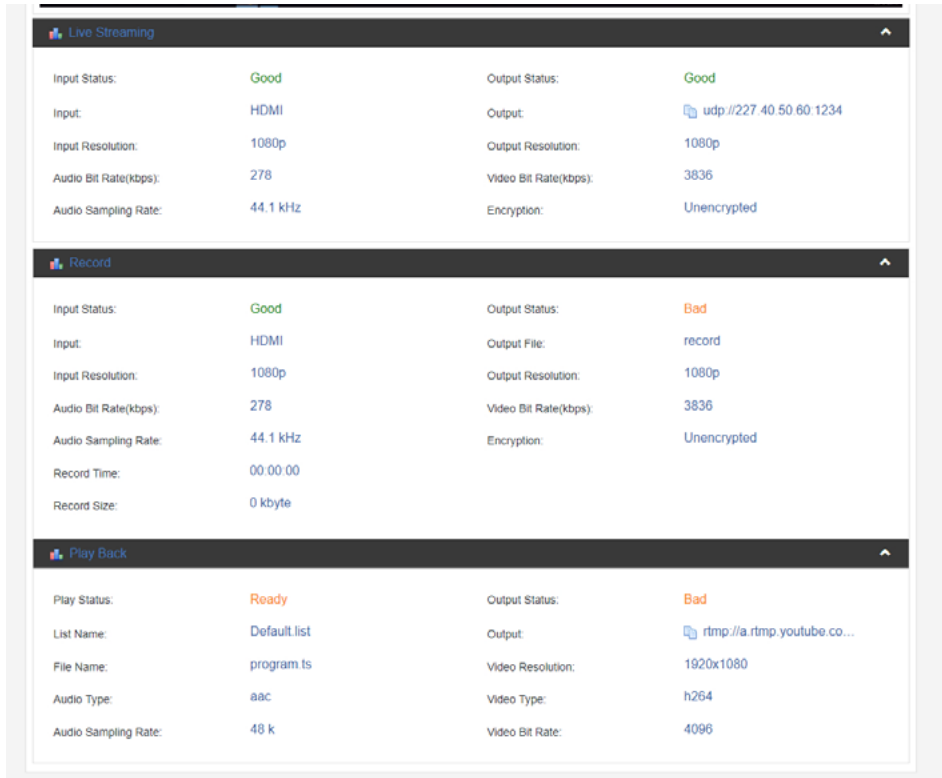 Live Streaming
Input Status: Good Output Status: Good
Input: HDMI Output: udp://227.40.50.60:1234
Input Resolution: 1080p Output Resolution: 1080p
Audio Bit Rate(kbps): 278 Video Bit Rate(kbps): 3836
Audio Sampling Rate: 44.1 kHz Encryption: Unencrypted
Record
Input Status: Good Output Status: Bad
Input: HDMI Output File: record
Input Resolution: 1080p Output Resolution: 1080p
Audio Bit Rate(kbps): 278 Video Bit Rate(kbps): 3836
Audio Sampling Rate: 44.1 kHz Encryption: Unencrypted
Record Time: 00:00:00
Record Size: 0 kbyte
Play Back
Play Status: Ready Output Status: Bad
List Name: Default.list Output: rtmp://a.rtmp.youtube.co...
File Name: program.ts Video Resolution: 1920x1080
Audio Type: aac Video Type: h264
Audio Sampling Rate: 48 k Video Bit Rate: 4096